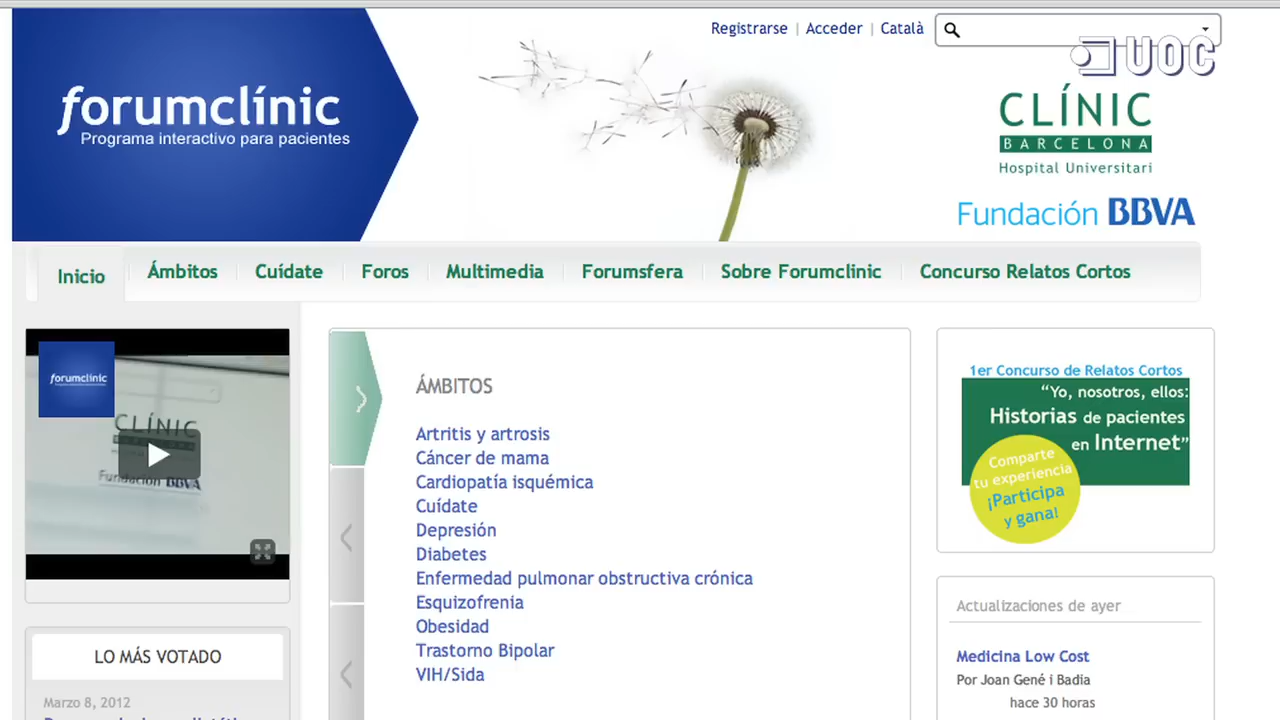 Registrarse | Acceder | Català
UOC
forumclínic
Programa interactivo para pacientes
CLÍNIC
BARCELONA
Hospital Universitari
Fundación BBVA
Inicio
Ámbitos
Cuídate
Foros
Multimedia
Forumsfera
Sobre Forumclinic
Concurso Relatos Cortos
forumclínic
CLÍNIC
Fundación BBVA
LO MÁS VOTADO
Marzo 8, 2012
ÁMBITOS
Artritis y artrosis
Cáncer de mama
Cardiopatía isquémica
Cuídate
Depresión
Diabetes
Enfermedad pulmonar obstructiva crónica
Esquizofrenia
Obesidad
Trastorno Bipolar
VIH/Sida
1er Concurso de Relatos Cortos
“Yo, nosotros, ellos:
Historias de pacientes
en Internet”
Comparte
tu experiencia
¡Participa
y gana!
Actualizaciones de ayer
Medicina Low Cost
Por Joan Gené i Badia
hace 30 horas